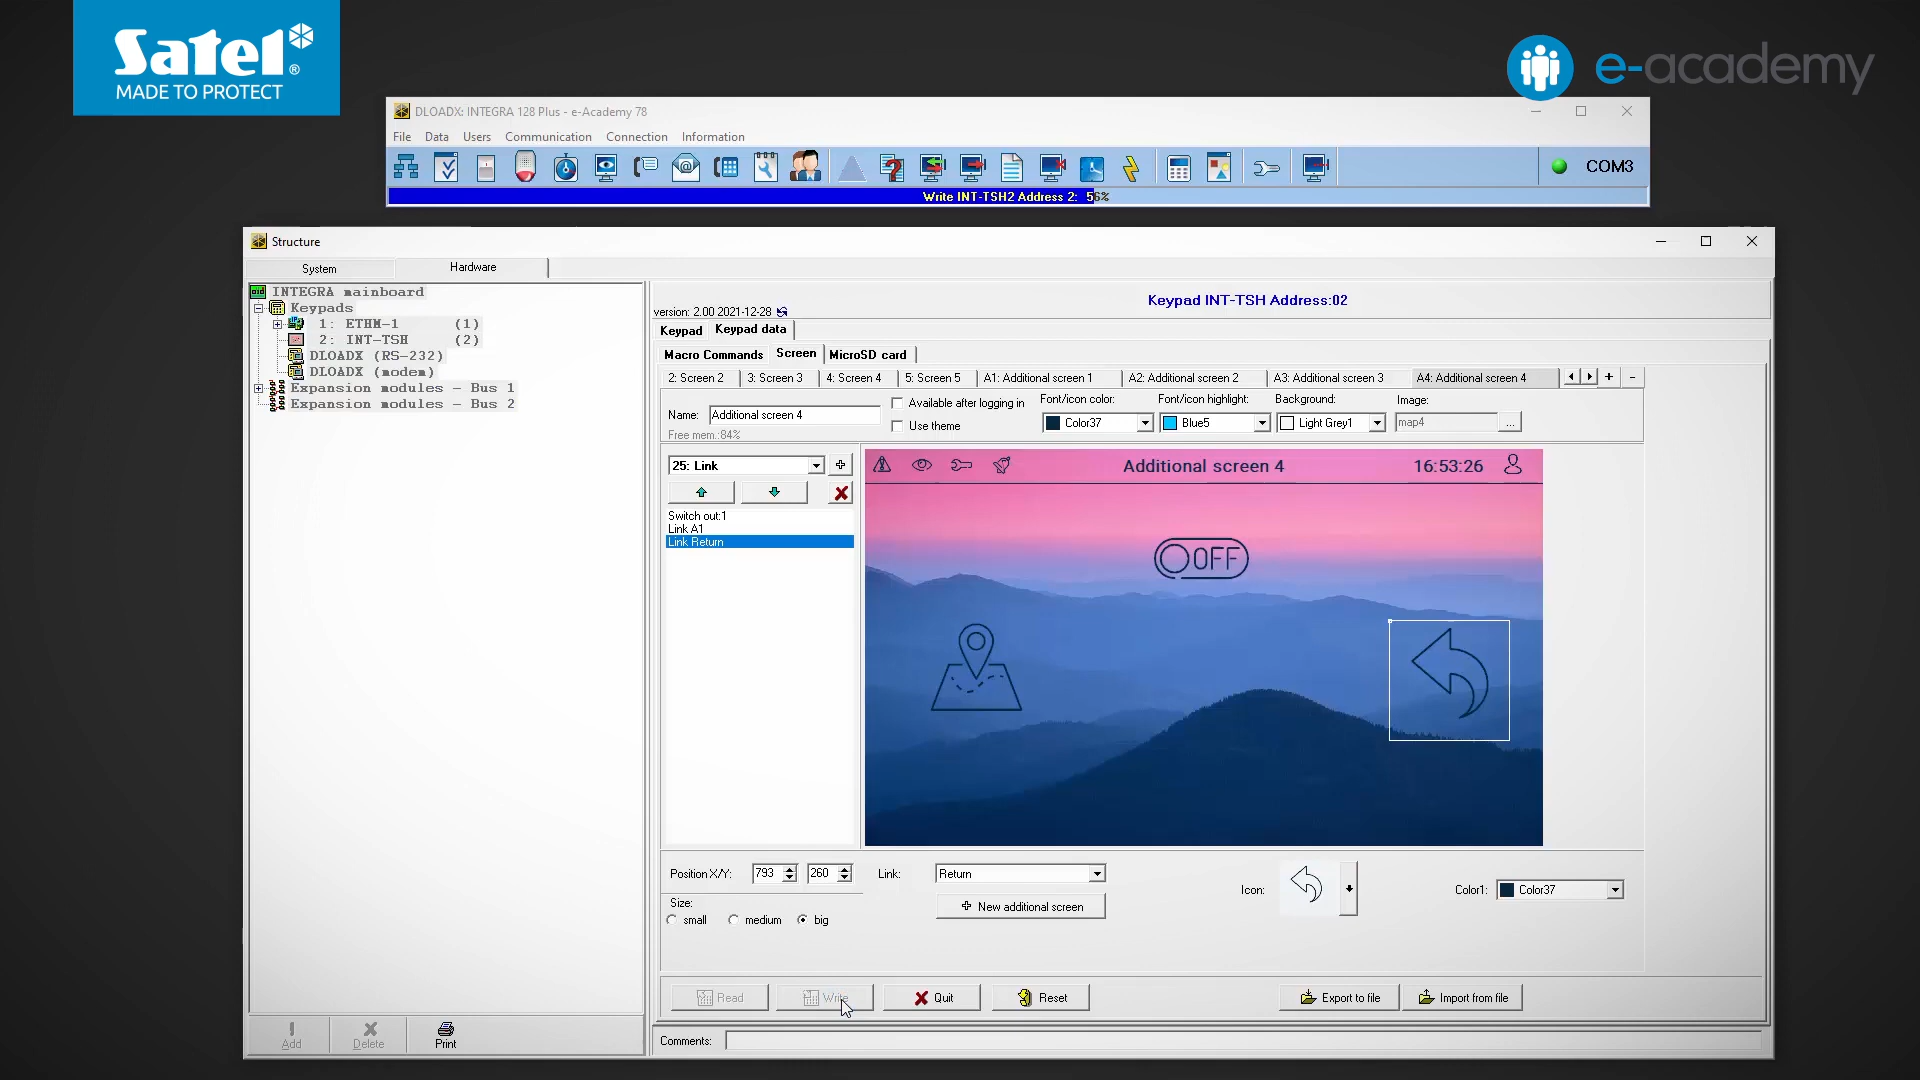 Satel®
MADE TO PROTECT
e-academy
DLOADX: INTEGRA 128 Plus - e-Academy 78
File Data Users Communication Connection Information
COM3
Write INT-TSH2 Address 2: 56%
Structure
System Hardware
INTEGRA mainboard
Keypads
1: ETHM-1 (1)
2: INT-TSH (2)
DLOADX (RS-232)
DLOADX (modem)
Expansion modules - Bus 1
Expansion modules - Bus 2
Keypad INT-TSH Address:02
version: 2.00 2021-12-28
Keypad Keypad data
Macro Commands Screen MicroSD card
2: Screen 2 3: Screen 3 4: Screen 4 5: Screen 5 A1: Additional screen 1 A2: Additional screen 2 A3: Additional screen 3 A4: Additional screen 4 + -
Name: Additional screen 4
Free mem.:84%
Available after logging in
Use theme
Font/icon color: Font/icon highlight: Background: Image:
Color37 Blue5 Light Grey1 map4 ...
25: Link
Switch out:1
Link A1
Link Return
Additional screen 4 16:53:26
OFF
Position X/Y: 793 260 Link: Return
Size:
small medium big
New additional screen
Icon:
Color1: Color37
Read Write Quit Reset Export to file Import from file
Add Delete Print
Comments: